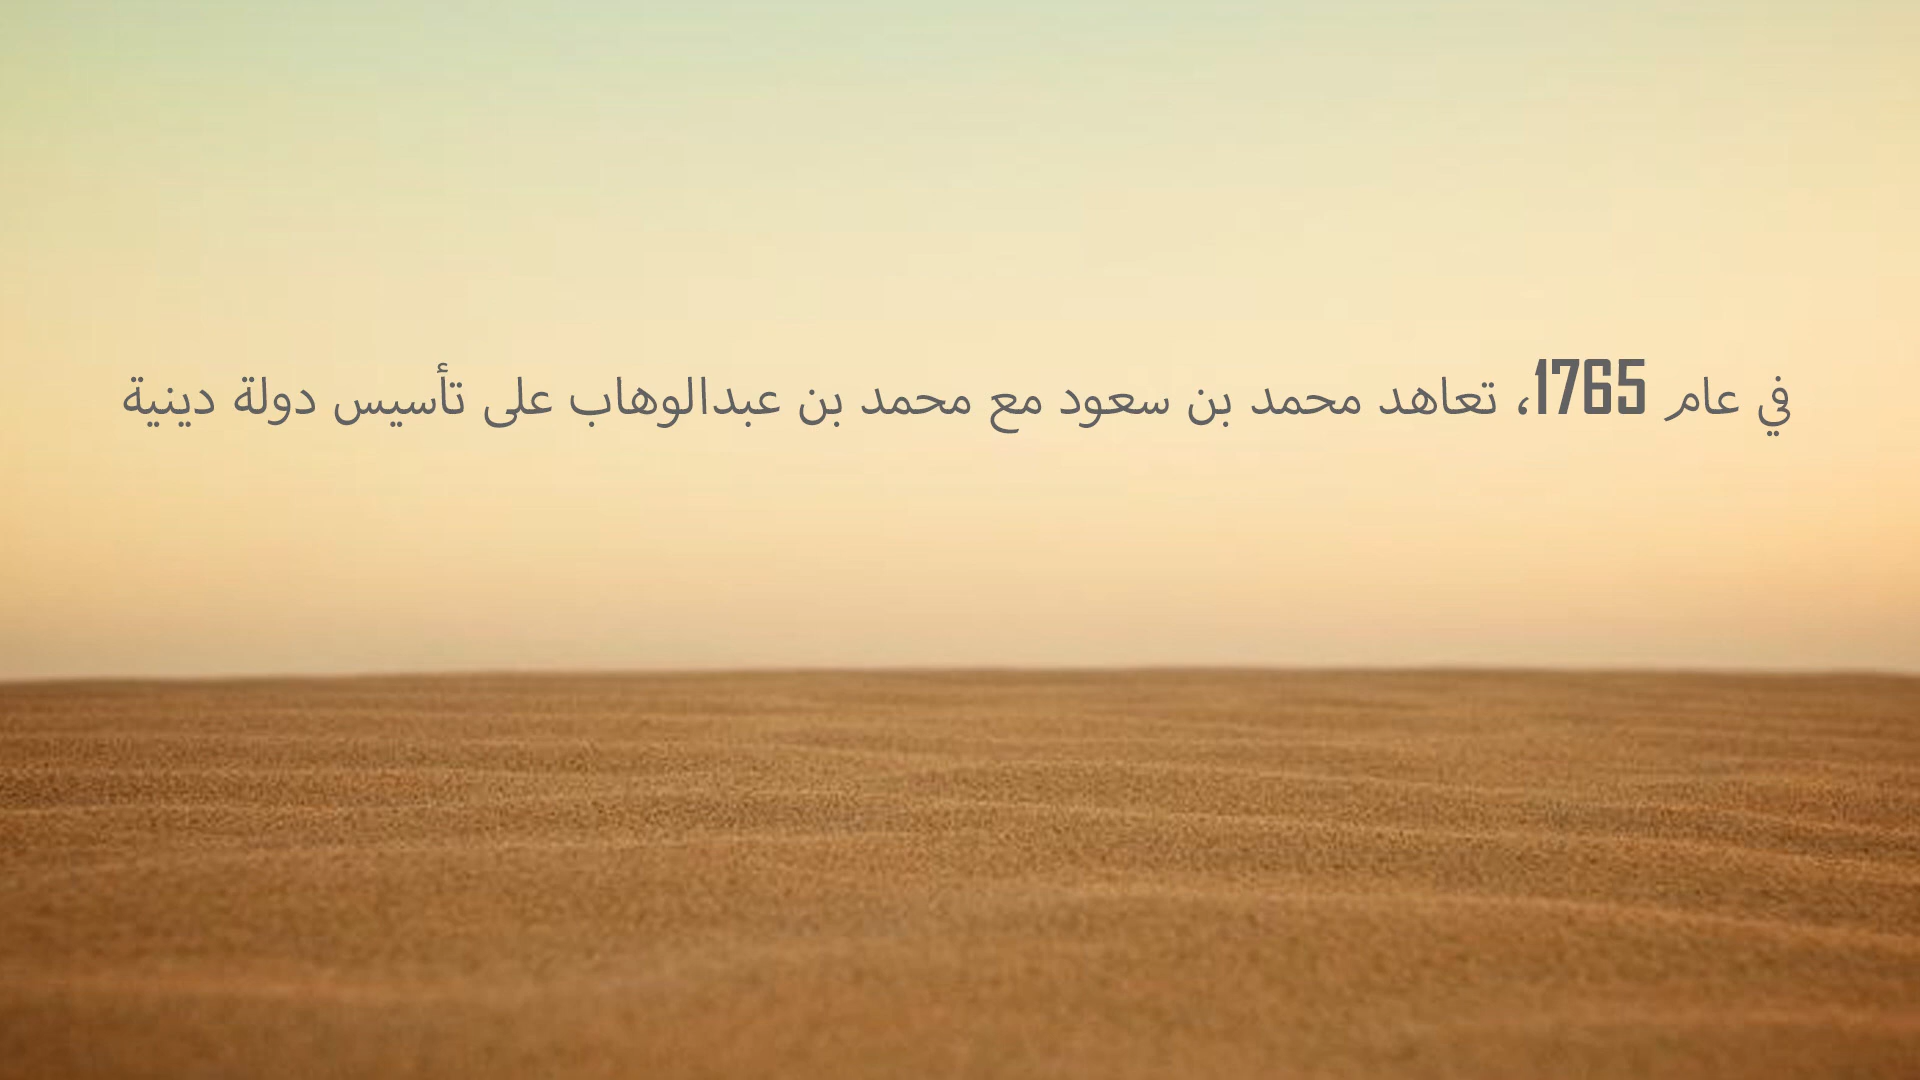 في عام 1765، تعاهد محمد بن سعود مع محمد بن عبدالوهاب على تأسيس دولة دينية